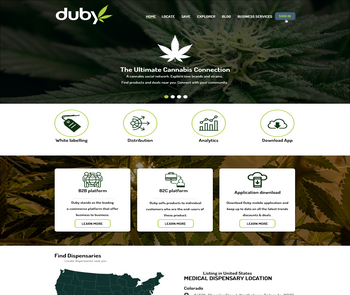 duby
HOME LOCATE SAVE EXPLORER BLOG BUSINESS SERVICES SIGN IN
The Ultimate Cannabis Connection
A cannabis social network. Explore new brands and strains.
Find products and deals near you. Connect with your community.
White labelling Distribution Analytics Download App
B2B platform
Duby stands as the leading
e-commerce platform that offer
business to business
LEARN MORE
B2C platform
Duby sells products to individual
customers who are the end-users of
these product.
LEARN MORE
Application download
Download Duby mobile application and
keep up to date on all the latest trends
discounts & deals
LEARN MORE
Find Dispensaries
Listing in United States
MEDICAL DISPENSARY LOCATION
Colorado